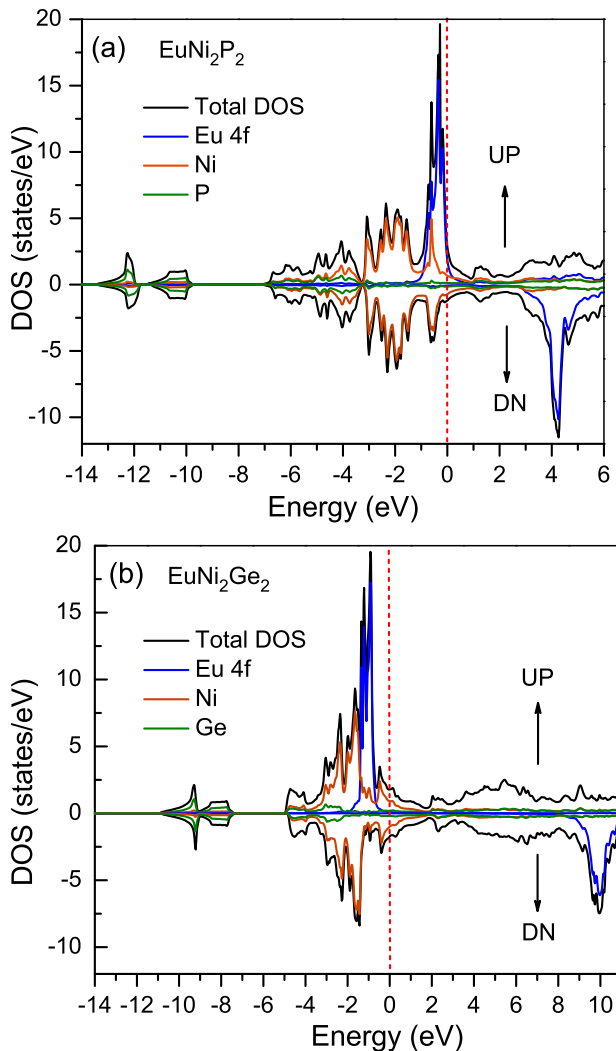 (a) EuNi₂P₂
Total DOS
Eu 4f
Ni
P
UP
DN
DOS (states/eV)
20
15
10
5
0
-5
-10
-14 -12 -10 -8 -6 -4 -2 0 2 4 6
Energy (eV)
(b) EuNi₂Ge₂
Total DOS
Eu 4f
Ni
Ge
UP
DN
DOS (states/eV)
20
15
10
5
0
-5
-10
-14 -12 -10 -8 -6 -4 -2 0 2 4 6 8 10
Energy (eV)